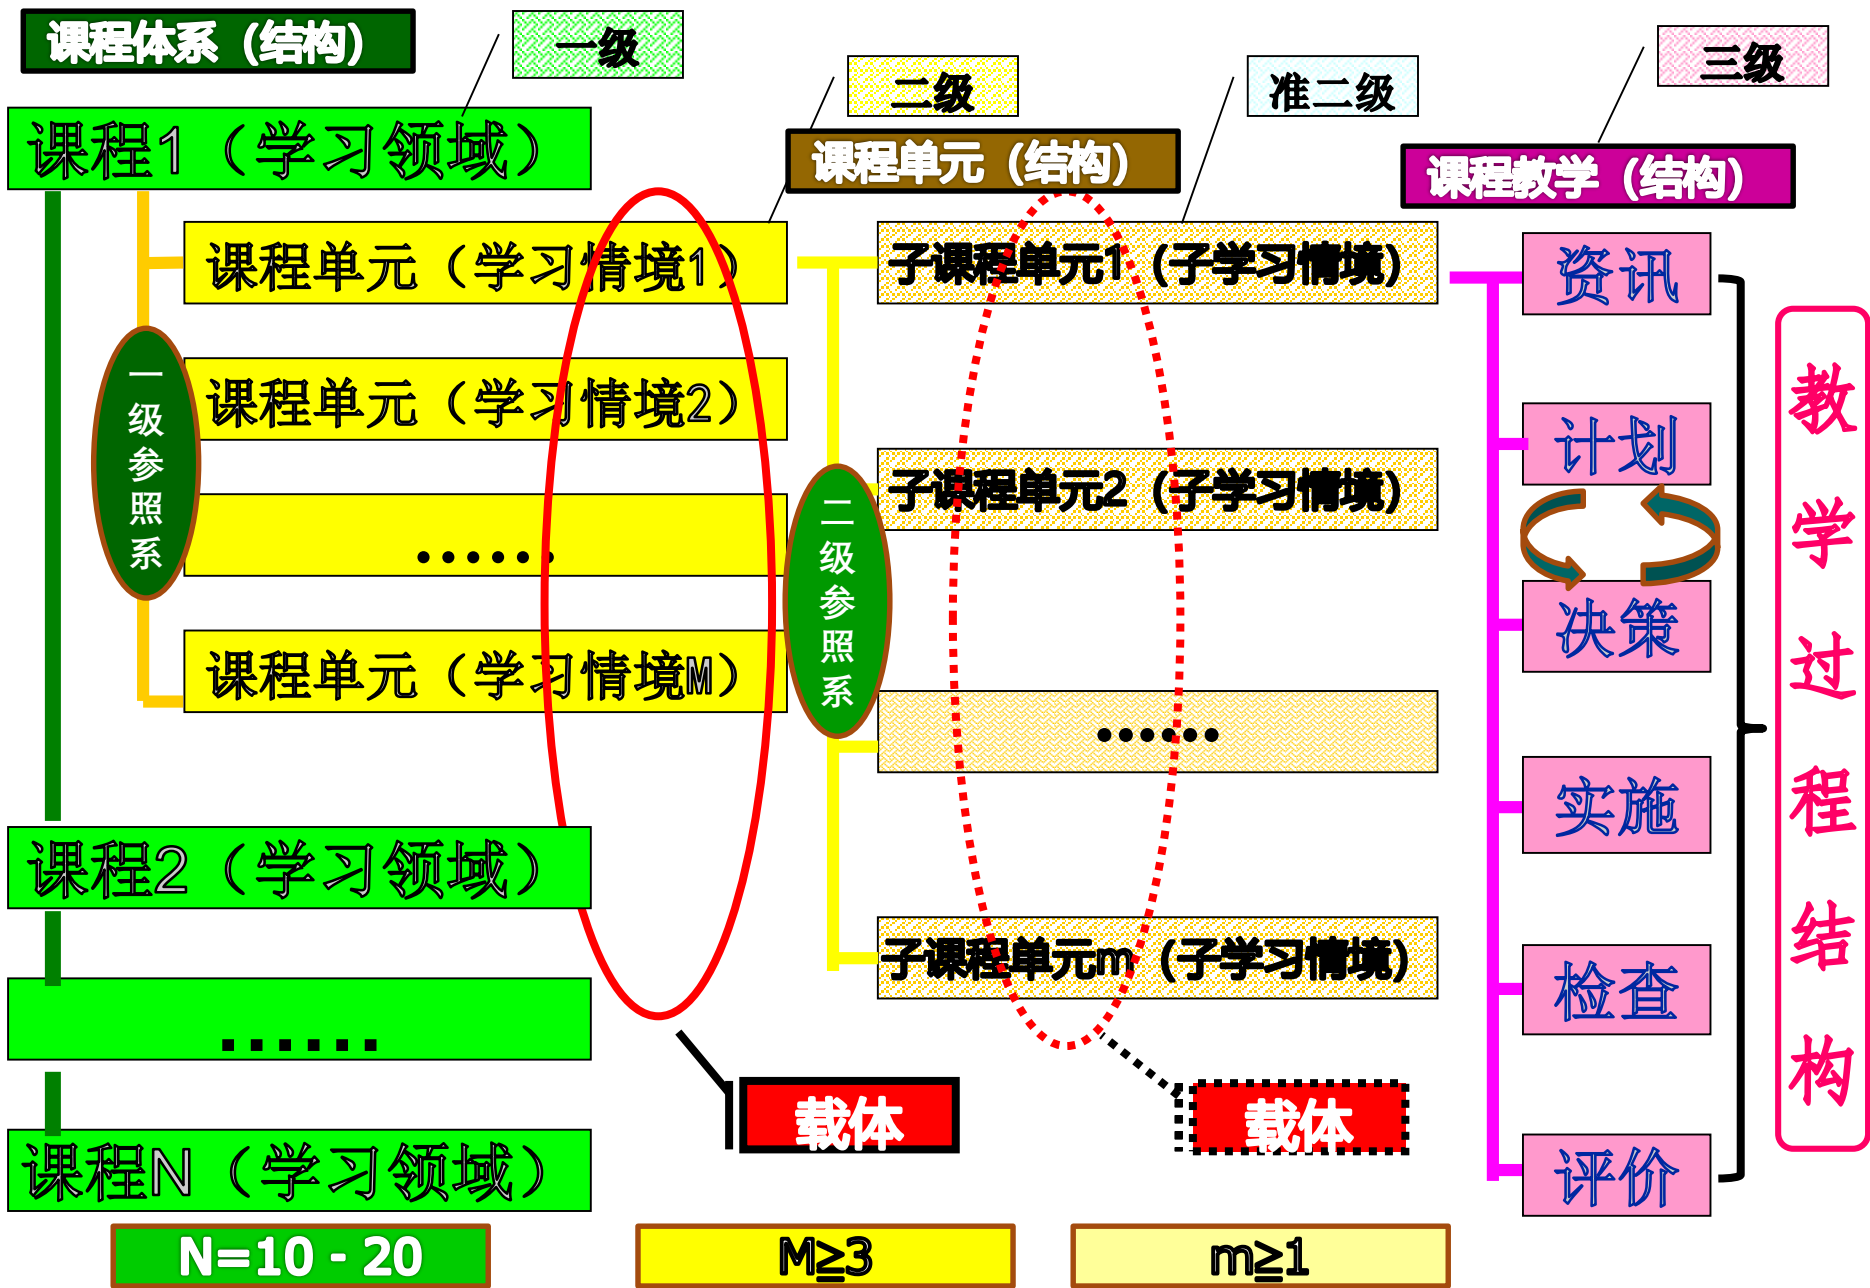 课程体系（结构）
一级
二级
准二级
三级
课程1（学习领域）
课程单元（结构）
课程教学（结构）
课程单元（学习情境1）
子课程单元1（子学习情境）
资讯
课程单元（学习情境2）
计划
一级参照系
子课程单元2（子学习情境）
……
二级参照系
决策
课程单元（学习情境M）
……
实施
课程2（学习领域）
子课程单元m（子学习情境）
检查
……
载体
载体
课程N（学习领域）
评价
教学过程结构
N=10 - 20
M≥3
m≥1